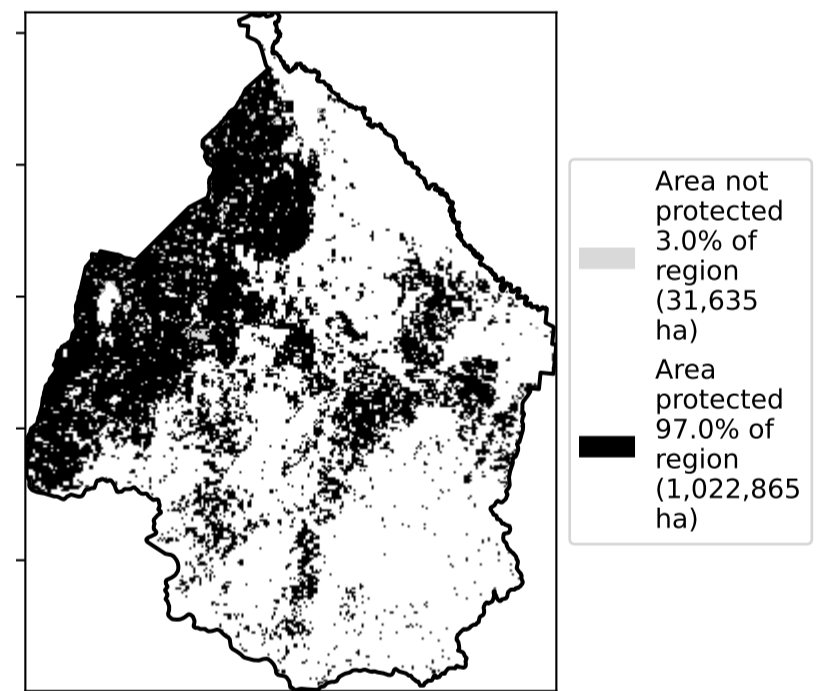 Area not
protected
3.0% of
region
(31,635
ha)
Area
protected
97.0% of
region
(1,022,865
ha)